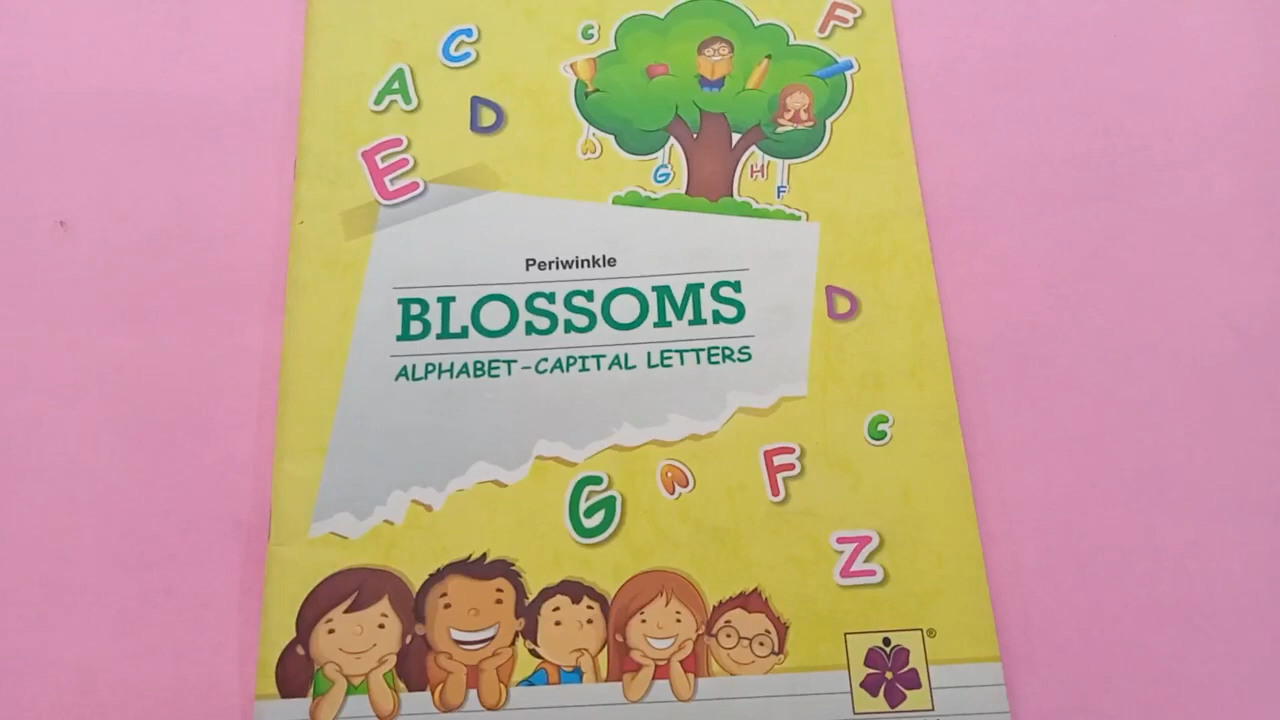 F
C
C
A
D
E
A
G
H
F
Periwinkle
BLOSSOMS
ALPHABET-CAPITAL LETTERS
D
C
F
A
G
Z
®